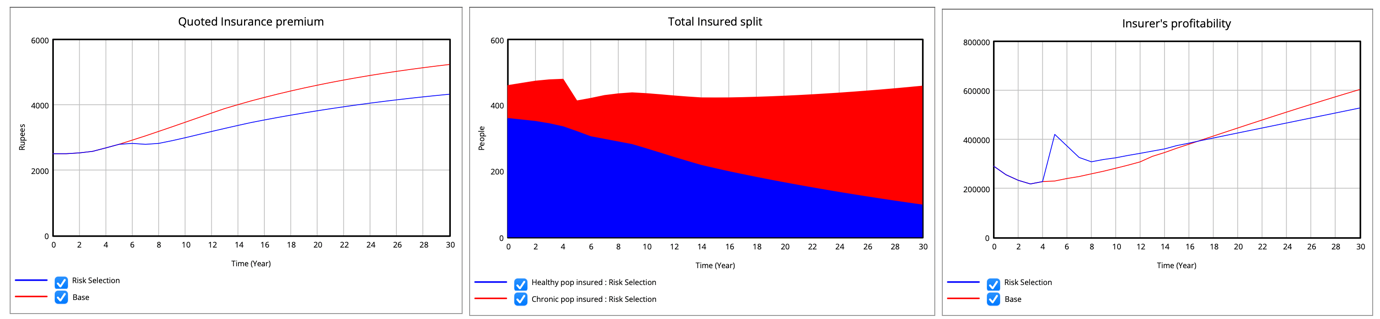 Quoted Insurance premium
6000
4000
2000
0
Rupees
0 2 4 6 8 10 12 14 16 18 20 22 24 26 28 30
Time (Year)
Risk Selection
Base
Total Insured split
600
400
200
0
People
0 2 4 6 8 10 12 14 16 18 20 22 24 26 28 30
Time (Year)
Healthy pop insured : Risk Selection
Chronic pop insured : Risk Selection
Insurer's profitability
800000
600000
400000
200000
0
0 2 4 6 8 10 12 14 16 18 20 22 24 26 28 30
Time (Year)
Risk Selection
Base